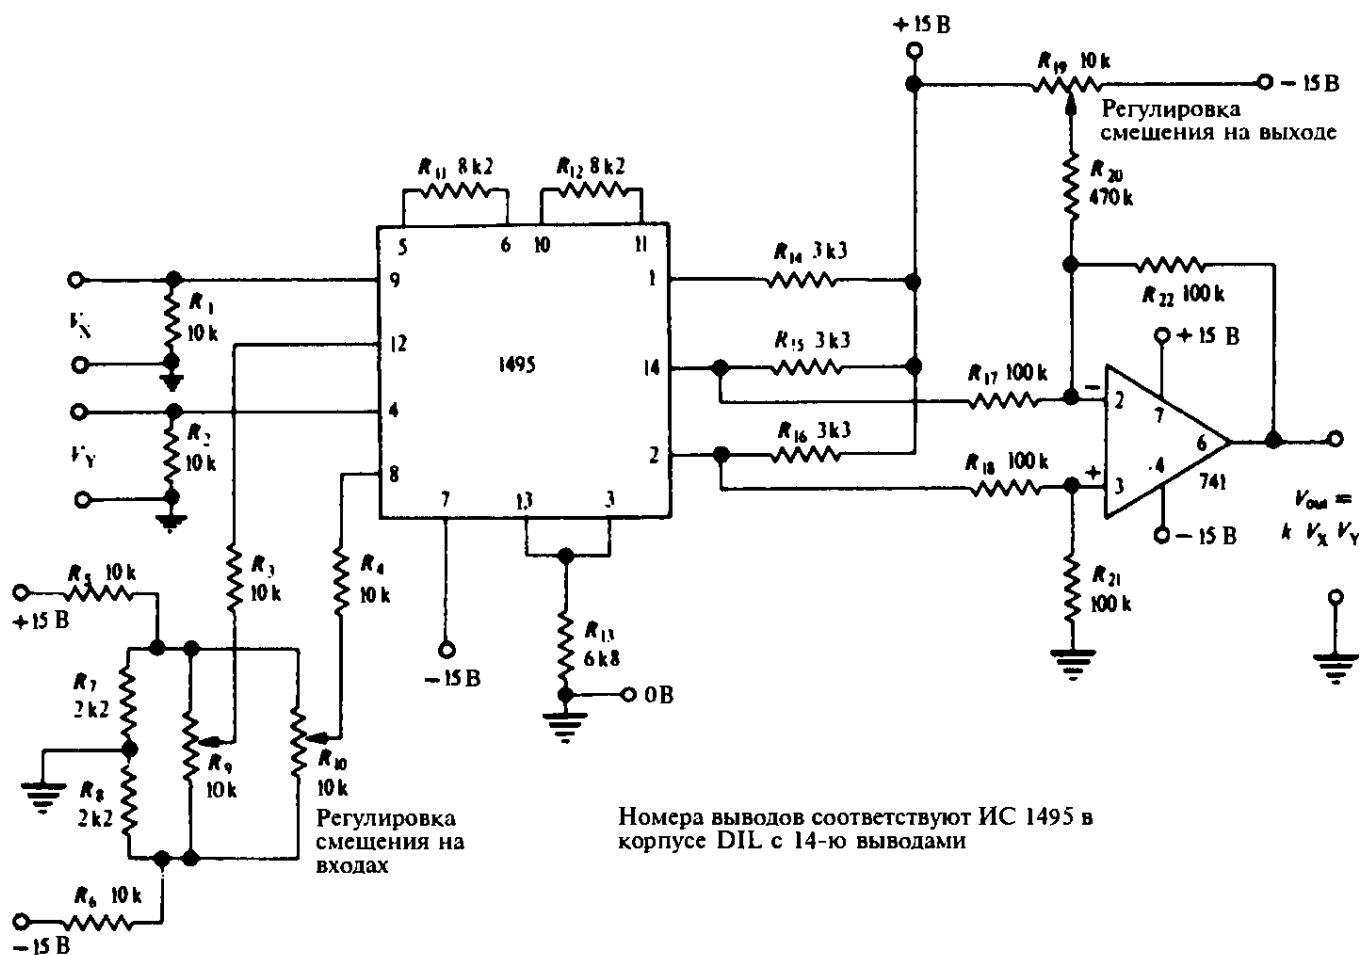 +15 В
R19 10 k
− 15 В
Регулировка
смещения на выходе
R20
470 k
R11 8 k2
R12 8 k2
5
6
10
11
9
1
R14 3 k3
R22 100 k
VX
R1
10 k
12
1495
14
R15 3 k3
+ 15 В
R17 100 k
−
2
7
4
R16 3 k3
VY
R2
10 k
8
2
R18 100 k
+
3
.4
6
741
7
13
3
− 15 В
Vout =
k VX VY
R5 10 k
+15 В
R3
10 k
R4
10 k
R13
6 k8
R21
100 k
− 15 В
0 В
R7
2 k2
R9
10 k
R10
10 k
R8
2 k2
Регулировка
смещения на
входах
Номера выводов соответствуют ИС 1495 в
корпусе DIL с 14-ю выводами
R6 10 k
− 15 В